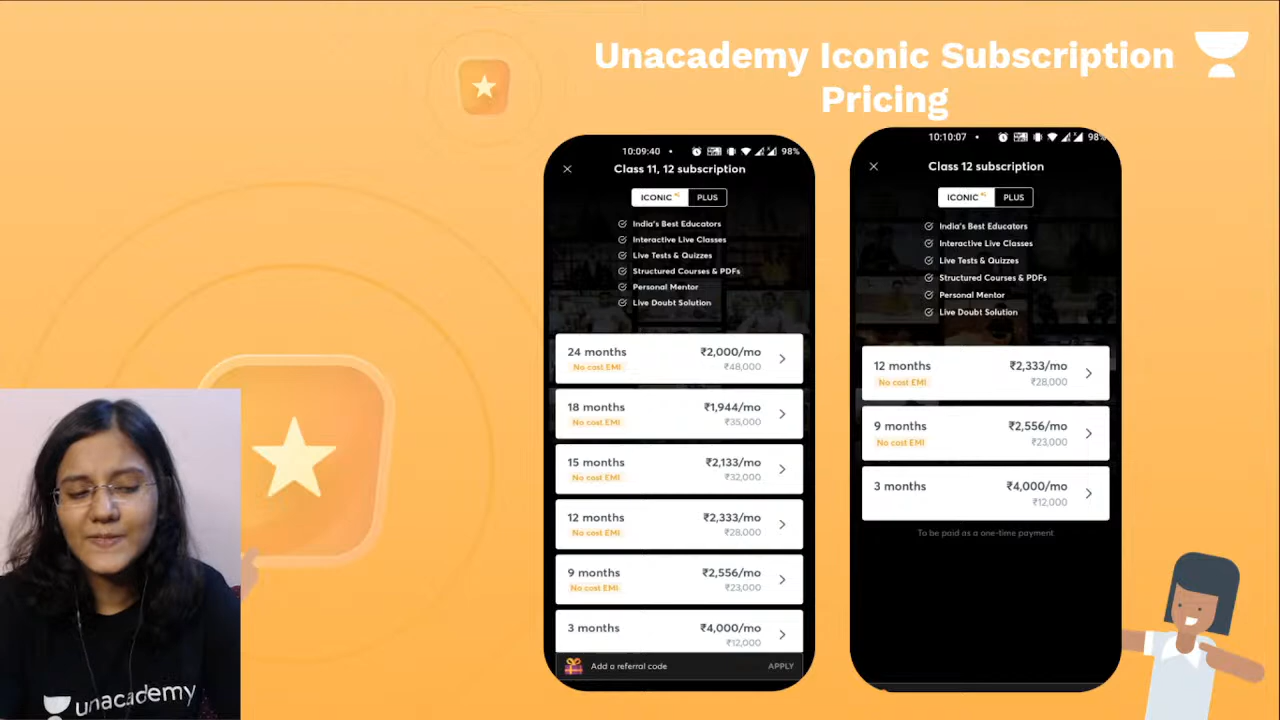 Unacademy Iconic Subscription
Pricing
10:09:40 • 98%
Class 11, 12 subscription
ICONIC PLUS
India's Best Educators
Interactive Live Classes
Live Tests & Quizzes
Structured Courses & PDFs
Personal Mentor
Live Doubt Solution
24 months ₹2,000/mo
No cost EMI ₹48,000
18 months ₹1,944/mo
No cost EMI ₹35,000
15 months ₹2,133/mo
No cost EMI ₹32,000
12 months ₹2,333/mo
No cost EMI ₹28,000
9 months ₹2,556/mo
No cost EMI ₹23,000
3 months ₹4,000/mo
₹12,000
Add a referral code APPLY
10:10:07 • 98%
Class 12 subscription
ICONIC PLUS
India's Best Educators
Interactive Live Classes
Live Tests & Quizzes
Structured Courses & PDFs
Personal Mentor
Live Doubt Solution
12 months ₹2,333/mo
No cost EMI ₹28,000
9 months ₹2,556/mo
No cost EMI ₹23,000
3 months ₹4,000/mo
₹12,000
To be paid as a one-time payment
unacademy